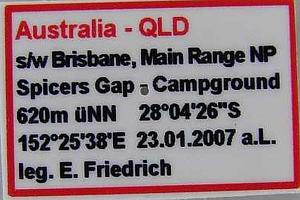 Australia - QLD
s/w Brisbane, Main Range NP
Spicers Gap - Campground
620m üNN 28°04'26"S
152°25'38'E 23.01.2007 a.L.
leg. E. Friedrich